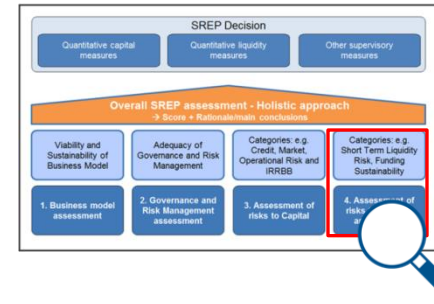 SREP Decision
Quantitative capital
measures
Quantitative liquidity
measures
Other supervisory
measures
Overall SREP assessment - Holistic approach
→ Score + Rationale/main conclusions
Viability and
Sustainability of
Business Model
Adequacy of
Governance and Risk
Management
Categories: e.g.
Credit, Market,
Operational Risk and
IRRBB
Categories: e.g.
Short Term Liquidity
Risk, Funding
Sustainability
1. Business model
assessment
2. Governance and
Risk Management
assessment
3. Assessment of
risks to Capital
4. Assessment of
risks